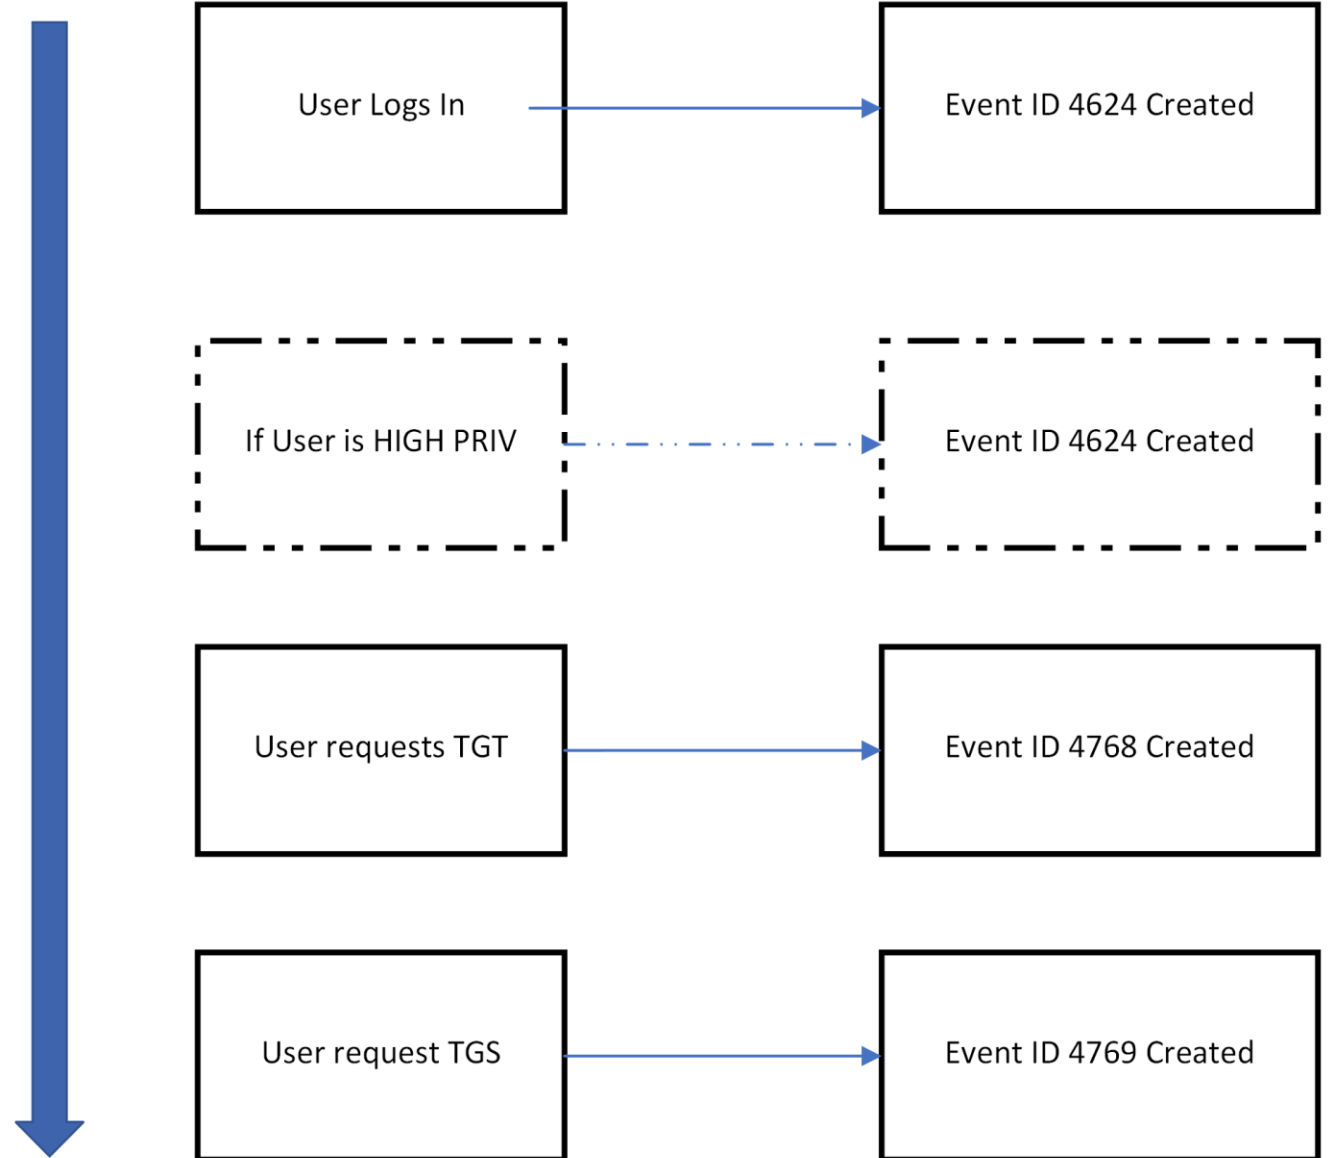 User Logs In
Event ID 4624 Created
If User is HIGH PRIV
Event ID 4624 Created
User requests TGT
Event ID 4768 Created
User request TGS
Event ID 4769 Created